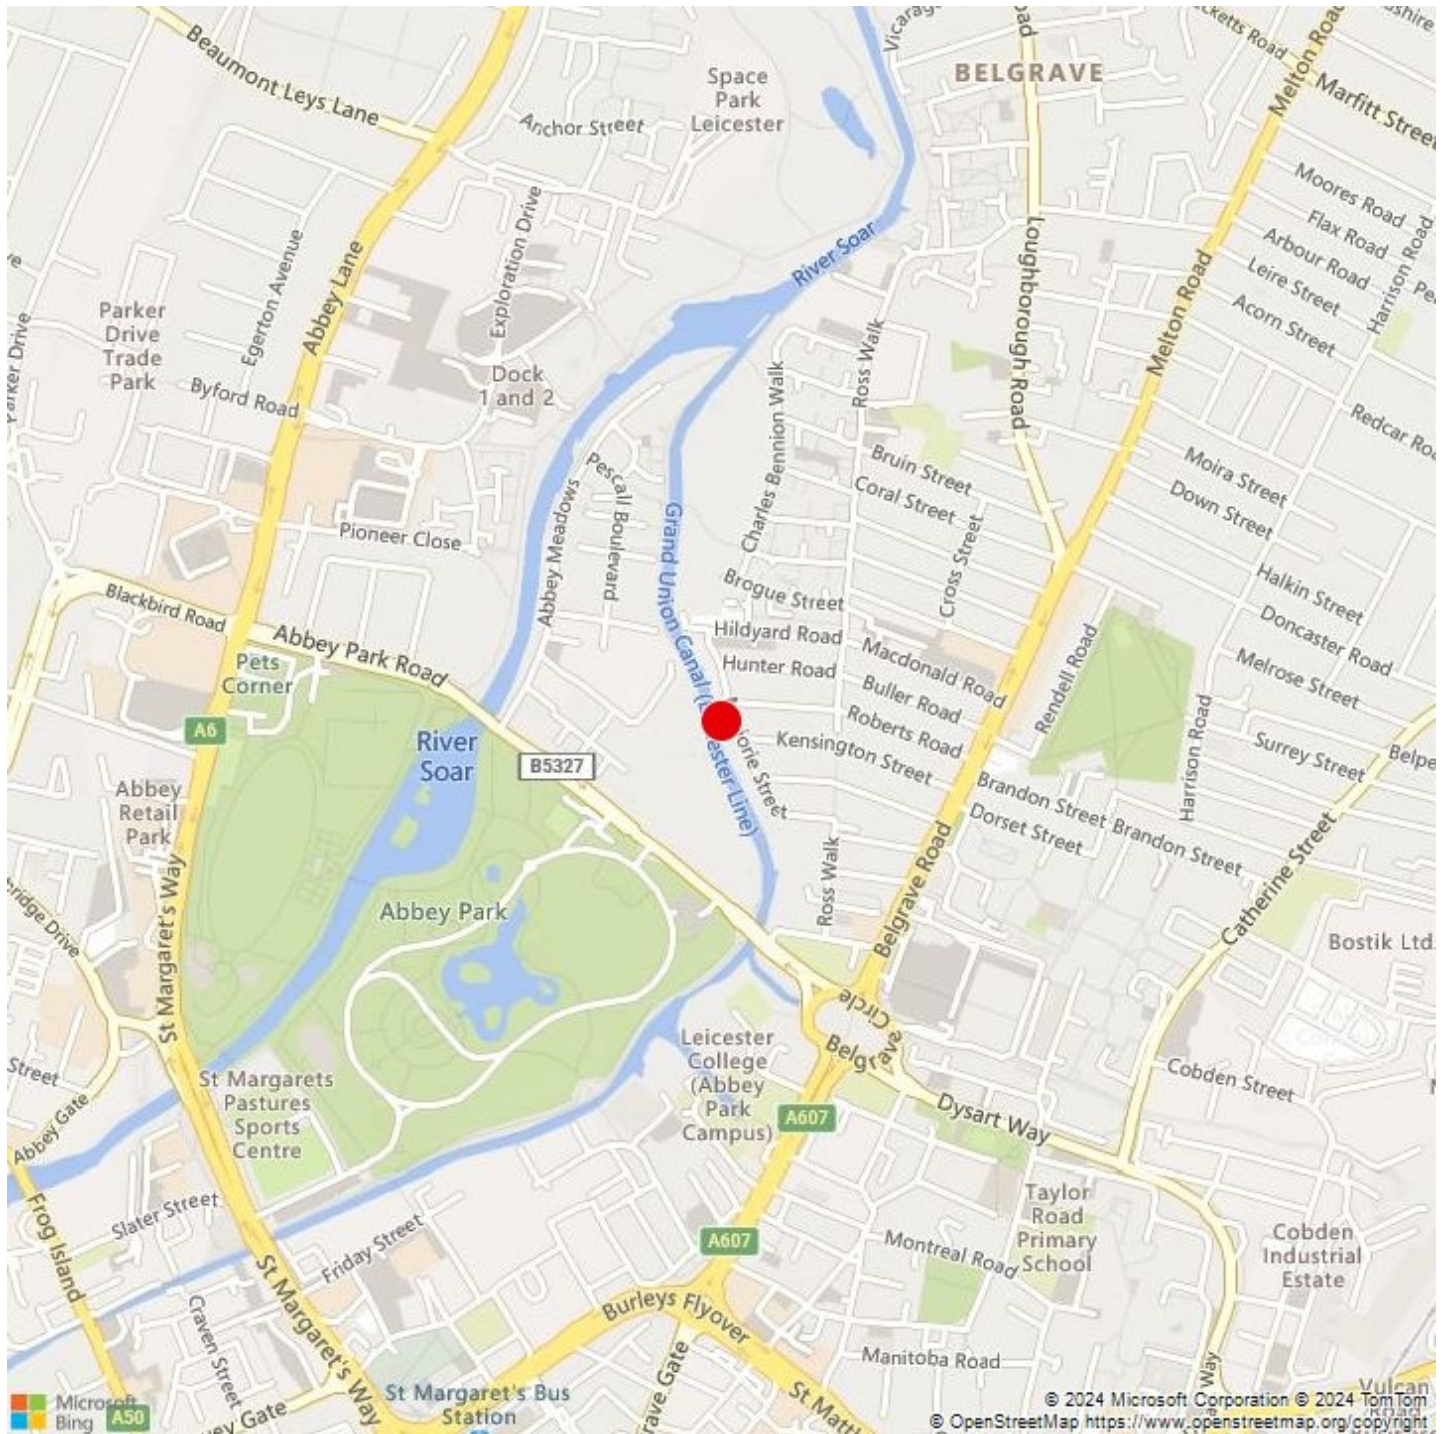 Beaumont Leys Lane
Space
Park
Leicester
Anchor Street
BELGRAVE
Melton Road
Marfitt Street
Moores Road
Flax Road
Arbour Road
Leire Street
Acorn Street
Harrison Road
Loughborough Road
River Soar
Abbey Lane
Egerton Avenue
Exploration Drive
Parker
Drive
Trade
Park
Parker Drive
Byford Road
Dock
1 and 2
Charles Bennion Walk
Ross Walk
Melton Road
Moira Street
Down Street
Bruin Street
Coral Street
Cross Street
Pescall Boulevard
Abbey Meadows
Grand Union Canal
Pioneer Close
Blackbird Road
Abbey Park Road
Pets
Corner
A6
River
Soar
B5327
Brogue Street
Hildyard Road
Hunter Road
Macdonald Road
Buller Road
Roberts Road
Kensington Street
Rendell Road
Halkin Street
Doncaster Road
Melrose Street
Surrey Street
Harrison Road
Brandon Street
Brandon Street
Dorset Street
Catherine Street
Belgrave Road
Ross Walk
Abbey
Retail
Park
St Margaret's Way
Abbey Park
Bostik Ltd
Belgrave Circle
Leicester
College
(Abbey
Park
Campus)
A607
Dysart Way
Cobden Street
St Margarets
Pastures
Sports
Centre
Abbey Gate
Slater Street
Friday Street
Frog Island
St Margaret's Way
Craven Street
A607
Montreal Road
Taylor
Road
Primary
School
Cobden
Industrial
Estate
Burleys Flyover
Manitoba Road
St Margaret's Bus
Station
A50
Microsoft
Bing
© 2024 Microsoft Corporation © 2024 TomTom
© OpenStreetMap https://www.openstreetmap.org/copyright